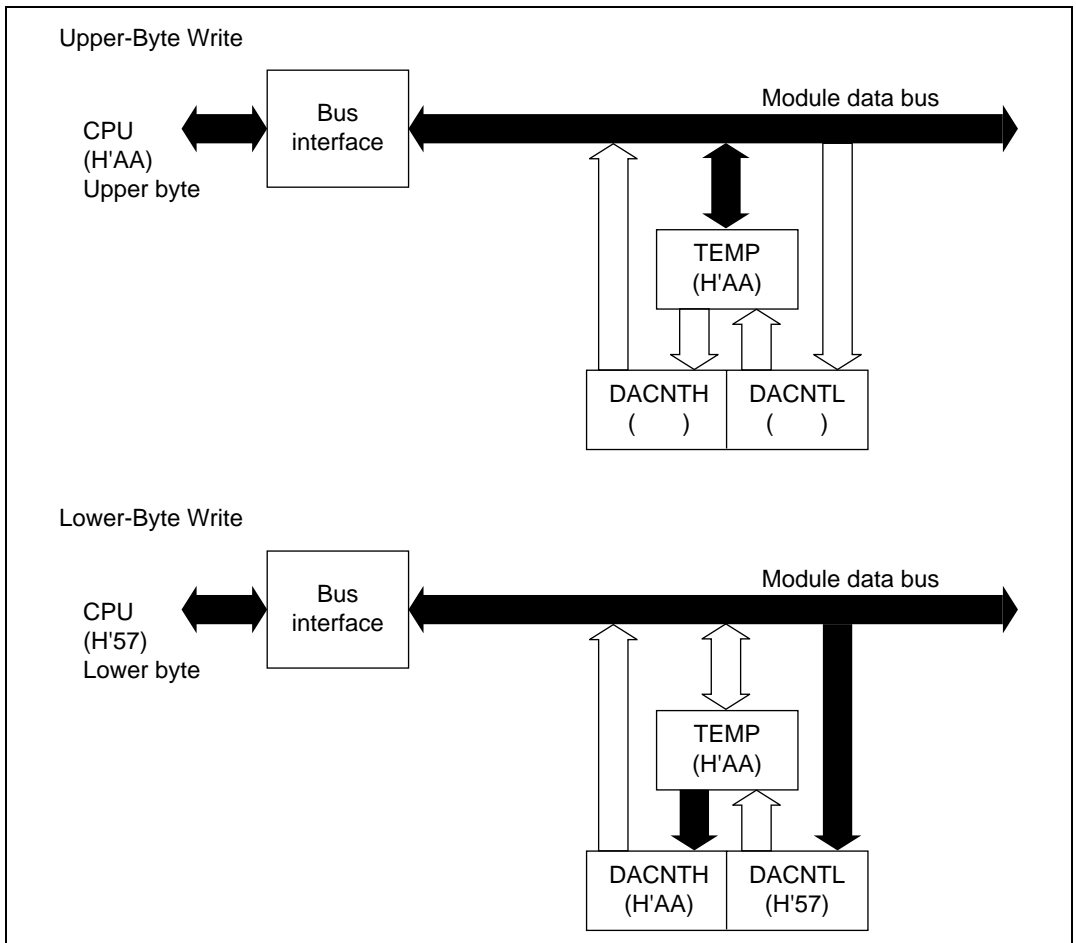 Upper-Byte Write
CPU
(H'AA)
Upper byte
Bus
interface
Module data bus
TEMP
(H'AA)
DACNTH
(  )
DACNTL
(  )
Lower-Byte Write
CPU
(H'57)
Lower byte
Bus
interface
Module data bus
TEMP
(H'AA)
DACNTH
(H'AA)
DACNTL
(H'57)